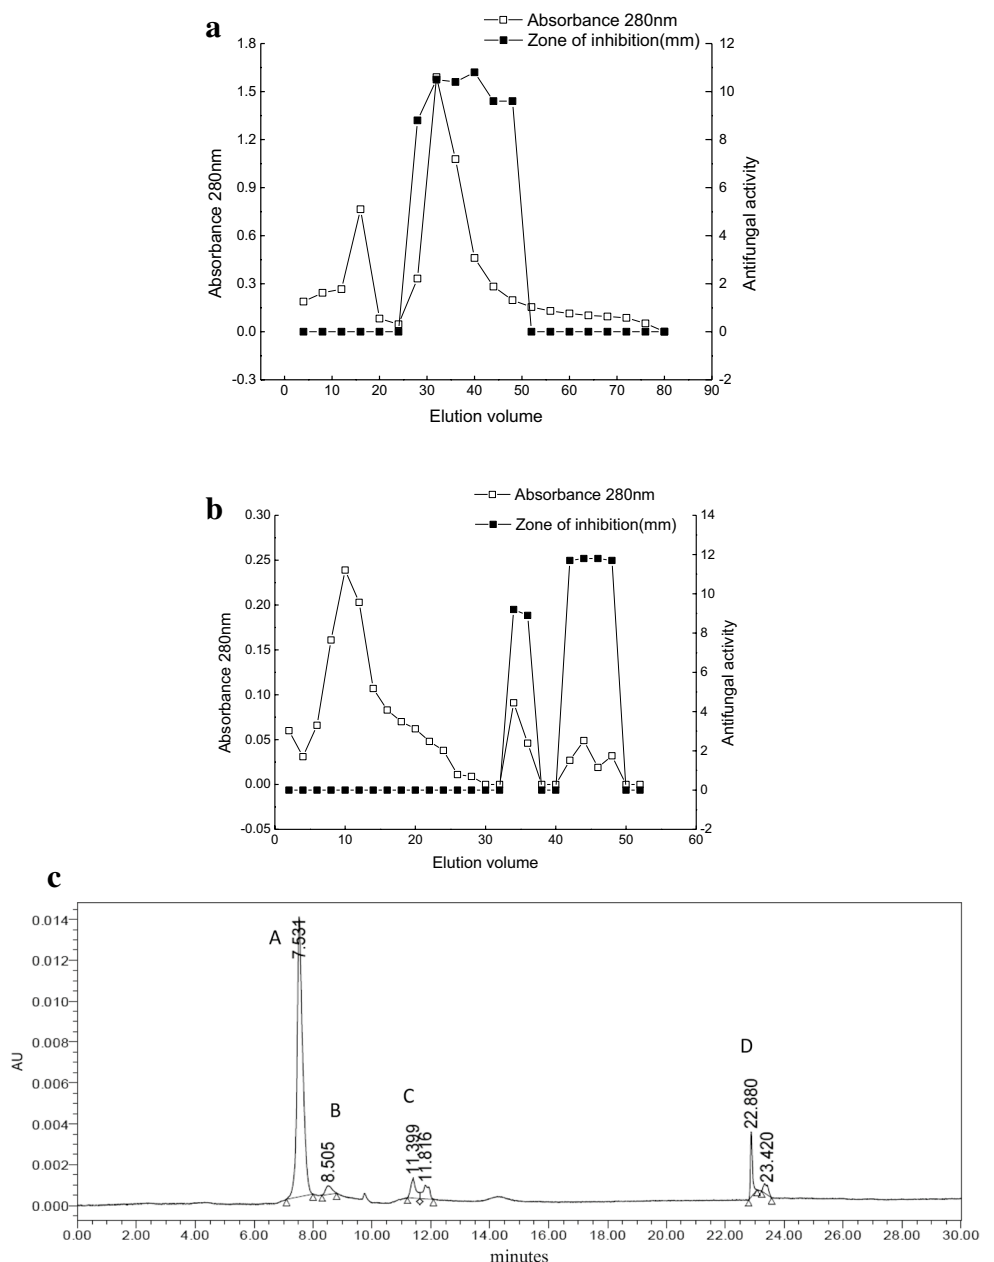 a
Absorbance 280nm
Zone of inhibition(mm)
1.8
1.5
1.2
0.9
0.6
0.3
0.0
-0.3
Absorbance 280nm
12
10
8
6
4
2
0
-2
Antifungal activity
0 10 20 30 40 50 60 70 80 90
Elution volume
b
Absorbance 280nm
Zone of inhibition(mm)
0.30
0.25
0.20
0.15
0.10
0.05
0.00
-0.05
Absorbance 280nm
14
12
10
8
6
4
2
0
-2
Antifungal activity
0 10 20 30 40 50 60
Elution volume
c
0.014
0.012
0.010
0.008
0.006
0.004
0.002
0.000
AU
A
7.531
B
8.505
C
11.399
11.816
D
22.880
23.420
0.00 2.00 4.00 6.00 8.00 10.00 12.00 14.00 16.00 18.00 20.00 22.00 24.00 26.00 28.00 30.00
minutes